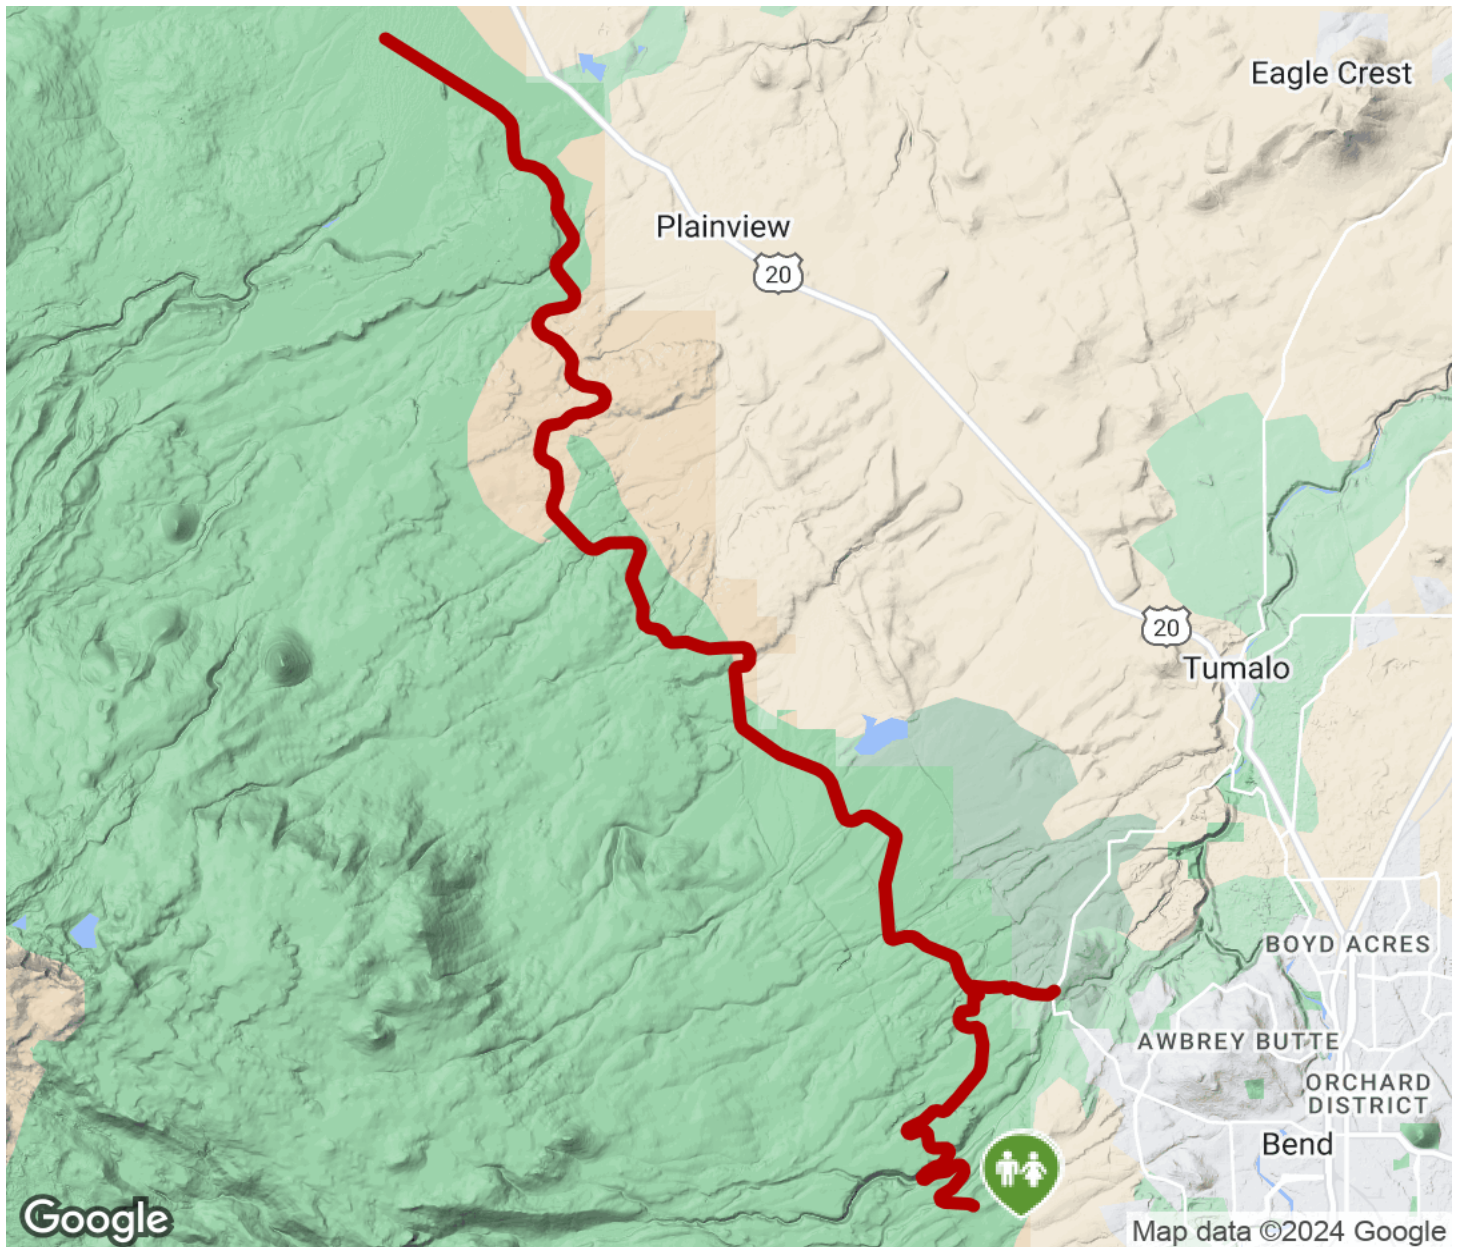 Eagle Crest
Plainview
20
20
Tumalo
BOYD ACRES
AWBREY BUTTE
ORCHARD
DISTRICT
Bend
Google
Map data ©2024 Google